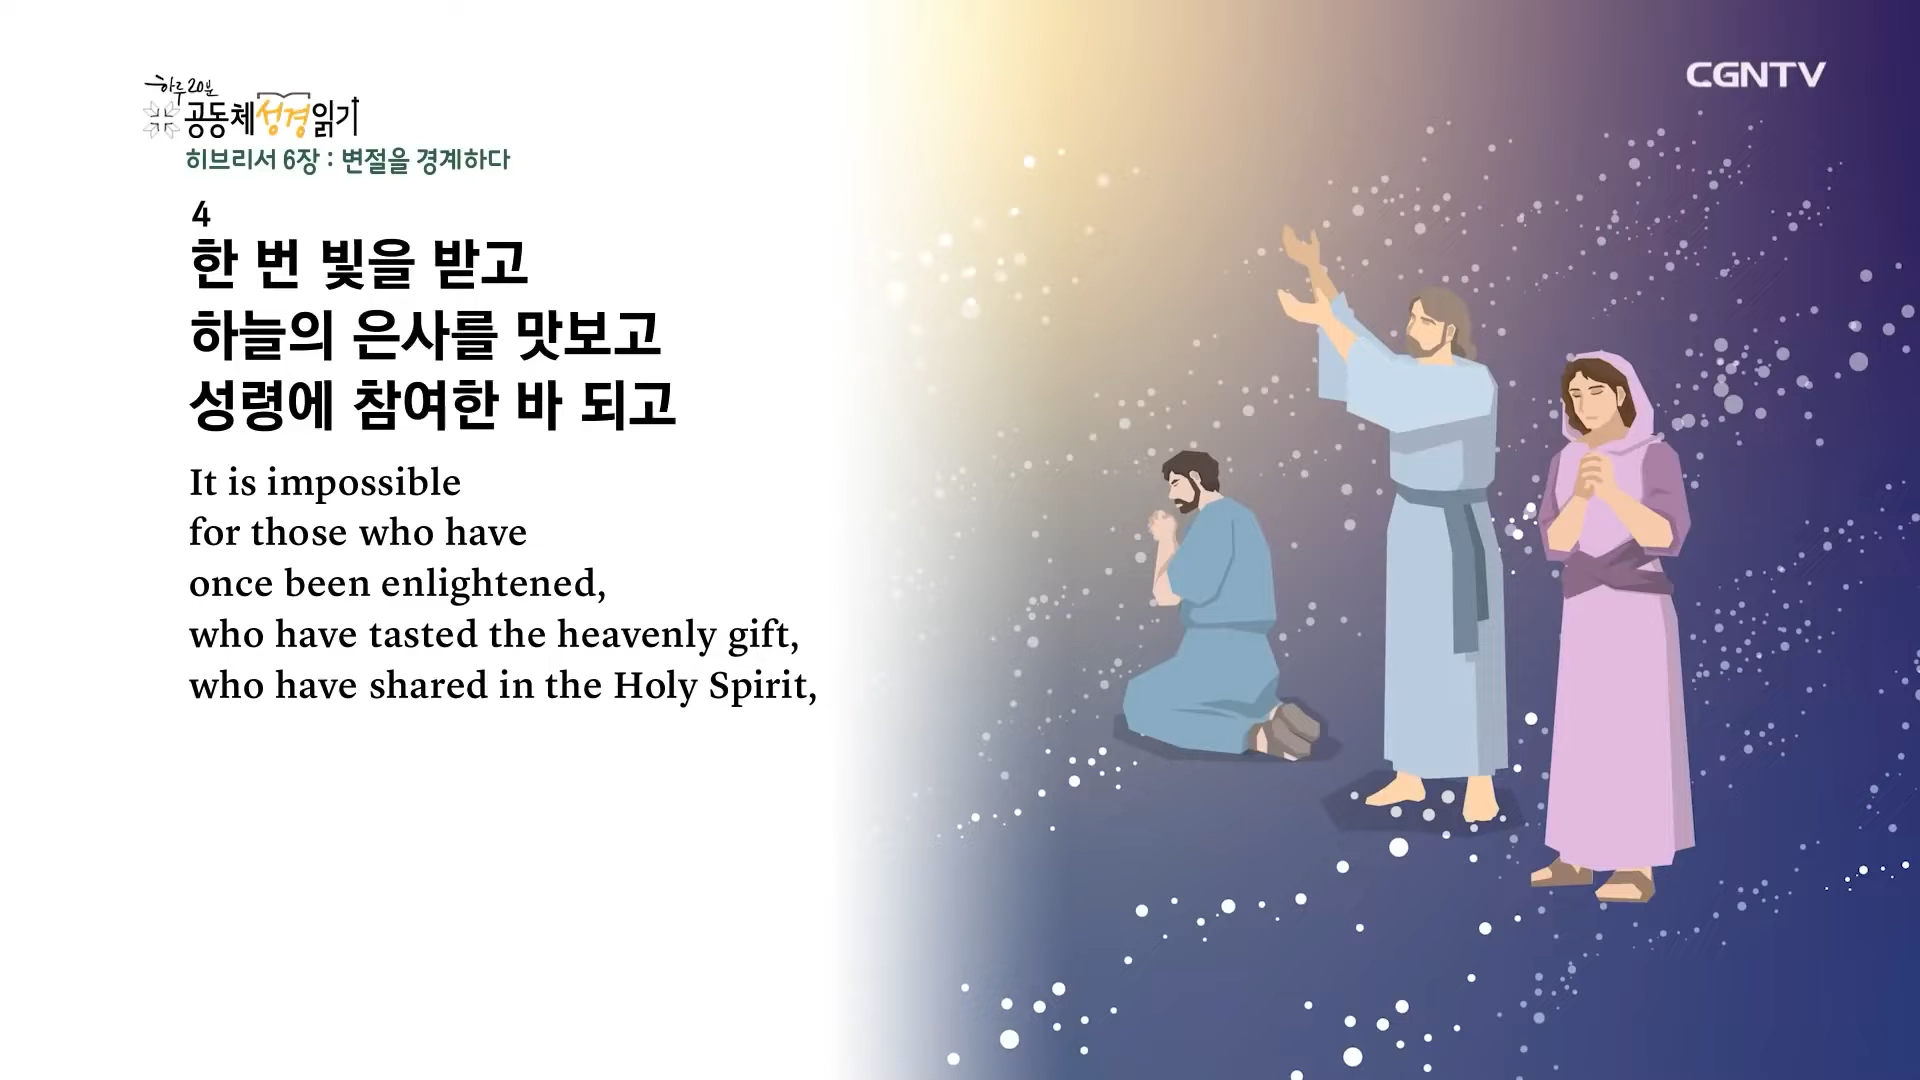 하루 20분
공동체성경읽기
CGNTV
히브리서 6장 : 변절을 경계하다
4
한 번 빛을 받고
하늘의 은사를 맛보고
성령에 참여한 바 되고
It is impossible
for those who have
once been enlightened,
who have tasted the heavenly gift,
who have shared in the Holy Spirit,